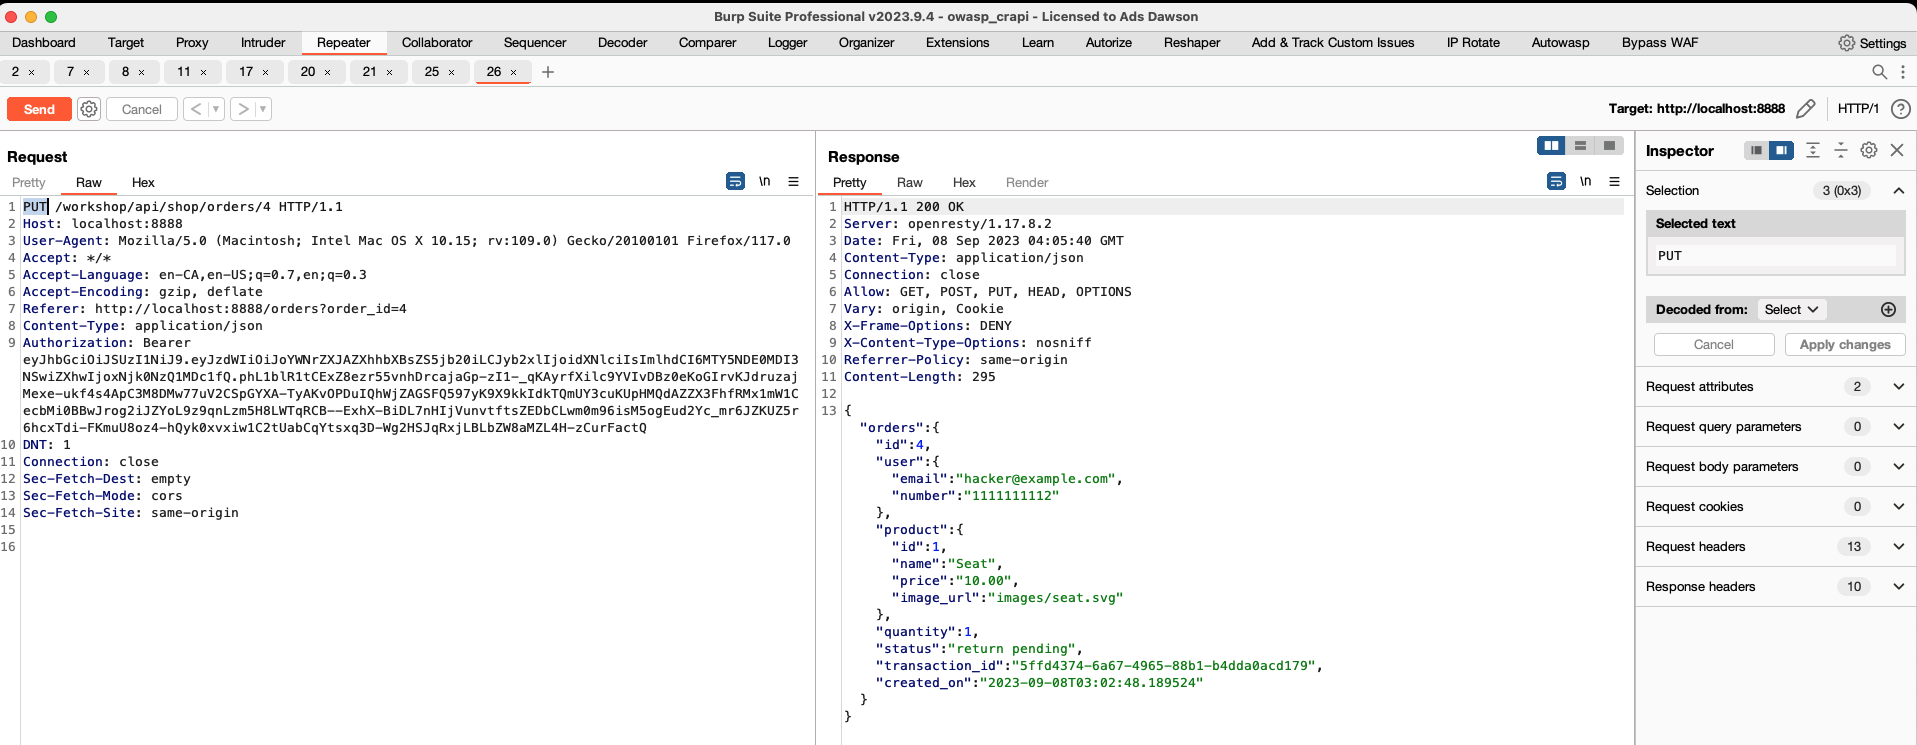 Burp Suite Professional v2023.9.4 - owasp_crapi - Licensed to Ads Dawson
Dashboard Target Proxy Intruder Repeater Collaborator Sequencer Decoder Comparer Logger Organizer Extensions Learn Autorize Reshaper Add & Track Custom Issues IP Rotate Autowasp Bypass WAF Settings
2 × 7 × 8 × 11 × 17 × 20 × 21 × 25 × 26 × +
Send Cancel < > Target: http://localhost:8888 HTTP/1 ?
Request
Pretty Raw Hex \n
1 PUT /workshop/api/shop/orders/4 HTTP/1.1
2 Host: localhost:8888
3 User-Agent: Mozilla/5.0 (Macintosh; Intel Mac OS X 10.15; rv:109.0) Gecko/20100101 Firefox/117.0
4 Accept: */*
5 Accept-Language: en-CA,en-US;q=0.7,en;q=0.3
6 Accept-Encoding: gzip, deflate
7 Referer: http://localhost:8888/orders?order_id=4
8 Content-Type: application/json
9 Authorization: Bearer
eyJhbGciOiJSUzI1NiJ9.eyJzdWIiOiJoYWNrZXJAZXhhbXBsZS5jb20iLCJyb2xlIjoidXNlciIsImlhdCI6MTY5NDE0MDI3
NSwiZXhwIjoxNjk0NzQ1MDc1fQ.phL1blR1tCExZ8ezr55vnhDrcajaGp-zI1-_qKAyrfXilc9YVIvDBz0eKoGIrvKJdruzaj
Mexe-ukf4s4ApC3M8DMw77uV2CSpGYXA-TyAKvOPDuIQhWjZAGSFQ597yK9X9kkIdkTQmUY3cuKUpHMQdAZZX3FhfRMx1mW1C
ecbMi0BBwJrog2iJZYoL9z9qnLzm5H8LWTqRCB--ExhX-BiDL7nHIjVunvtftsZEDbCLwm0m96isM5ogEud2Yc_mr6JZKUZ5r
6hcxTdi-FKmuU8oz4-hQyk0xvxiw1C2tUabCqYtsxq3D-Wg2HSJqRxjLBLbZW8aMZL4H-zCurFactQ
10 DNT: 1
11 Connection: close
12 Sec-Fetch-Dest: empty
13 Sec-Fetch-Mode: cors
14 Sec-Fetch-Site: same-origin
15
16
Response
Pretty Raw Hex Render \n
1 HTTP/1.1 200 OK
2 Server: openresty/1.17.8.2
3 Date: Fri, 08 Sep 2023 04:05:40 GMT
4 Content-Type: application/json
5 Connection: close
6 Allow: GET, POST, PUT, HEAD, OPTIONS
7 Vary: origin, Cookie
8 X-Frame-Options: DENY
9 X-Content-Type-Options: nosniff
10 Referrer-Policy: same-origin
11 Content-Length: 295
12
13 {
"orders":{
"id":4,
"user":{
"email":"hacker@example.com",
"number":"1111111112"
},
"product":{
"id":1,
"name":"Seat",
"price":"10.00",
"image_url":"images/seat.svg"
},
"quantity":1,
"status":"return pending",
"transaction_id":"5ffd4374-6a67-4965-88b1-b4dda0acd179",
"created_on":"2023-09-08T03:02:48.189524"
}
}
Inspector
Selection 3 (0x3)
Selected text
PUT
Decoded from: Select
Cancel Apply changes
Request attributes 2
Request query parameters 0
Request body parameters 0
Request cookies 0
Request headers 13
Response headers 10